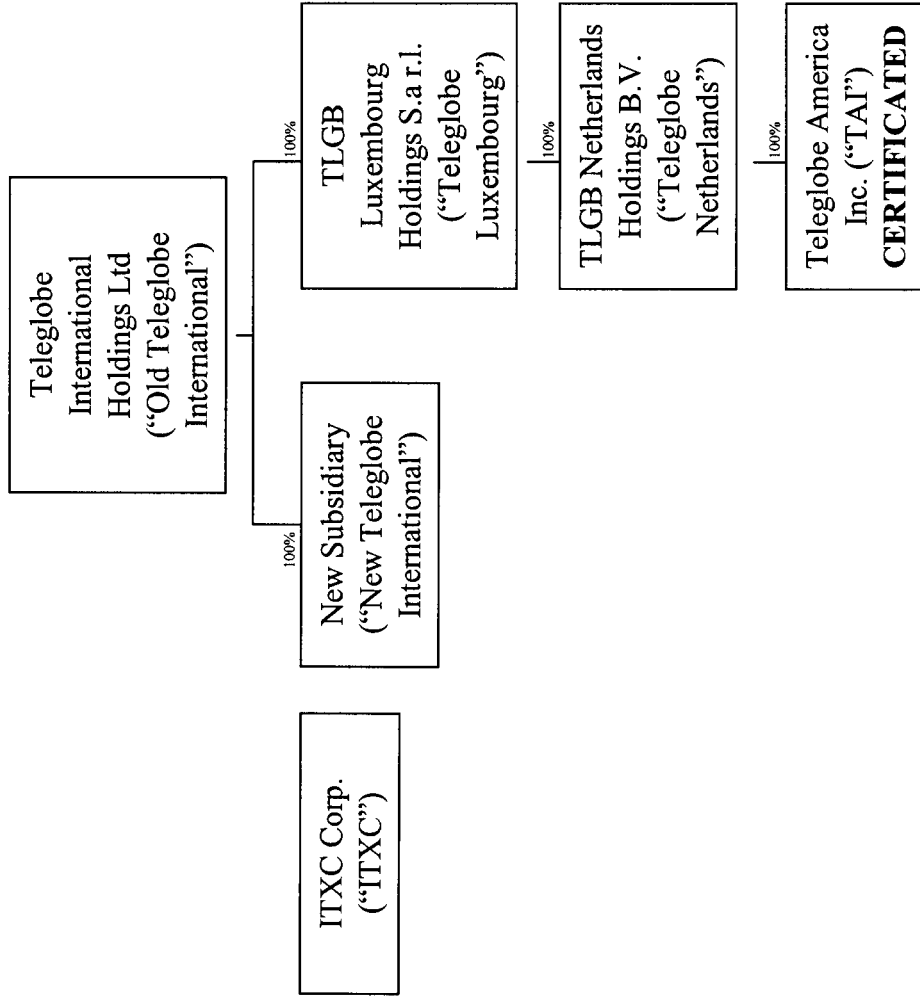 Teleglobe
International
Holdings Ltd
(“Old Teleglobe
International”)
100%
100%
ITXC Corp.
(“ITXC”)
New Subsidiary
(“New Teleglobe
International”)
TLGB
Luxembourg
Holdings S.a r.l.
(“Teleglobe
Luxembourg”)
100%
TLGB Netherlands
Holdings B.V.
(“Teleglobe
Netherlands”)
100%
Teleglobe America
Inc. (“TAI”)
CERTIFICATED